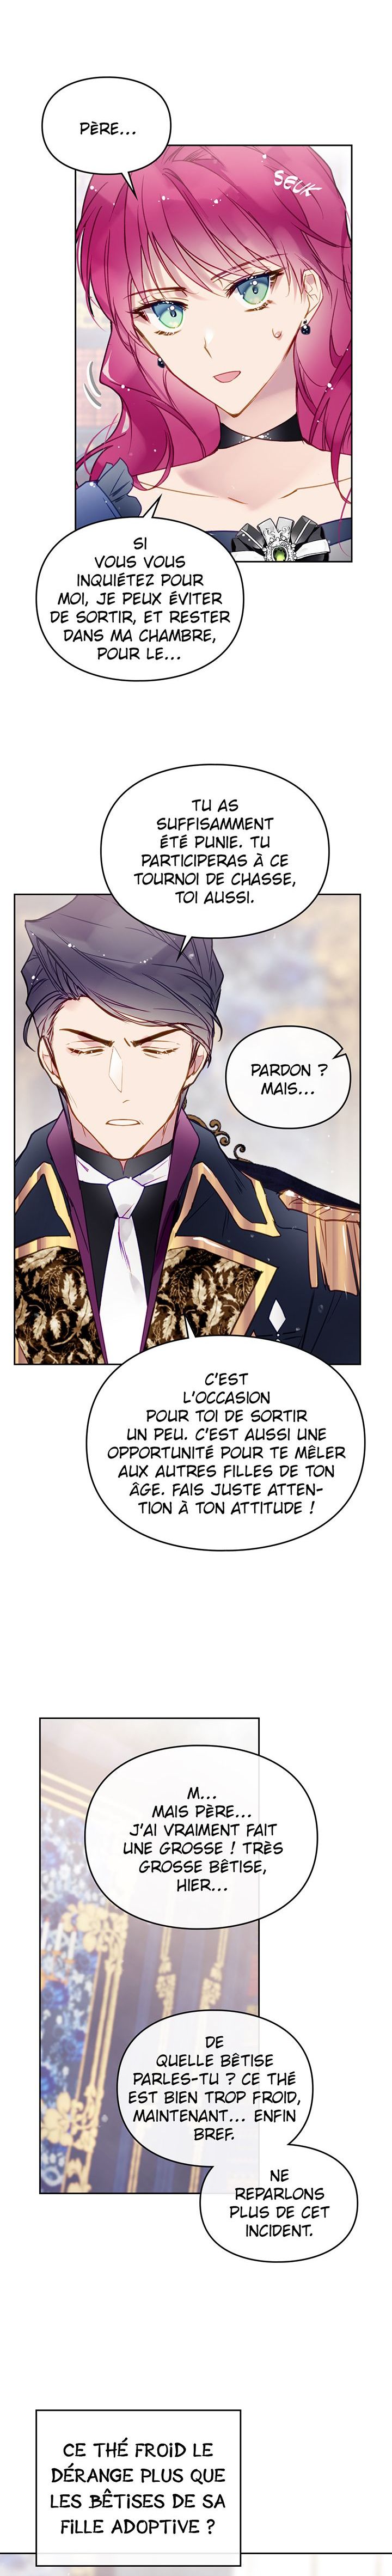 PÈRE...
SEUK
SI
VOUS VOUS
INQUIÉTEZ POUR
MOI, JE PEUX ÉVITER
DE SORTIR, ET RESTER
DANS MA CHAMBRE,
POUR LE...
TU AS
SUFFISAMMENT
ÉTÉ PUNIE. TU
PARTICIPERAS À CE
TOURNOI DE CHASSE,
TOI AUSSI.
PARDON ?
MAIS...
C'EST
L'OCCASION
POUR TOI DE SORTIR
UN PEU. C'EST AUSSI UNE
OPPORTUNITÉ POUR TE MÊLER
AUX AUTRES FILLES DE TON
ÂGE. FAIS JUSTE ATTEN-
TION À TON ATTITUDE !
M...
MAIS PÈRE...
J'AI VRAIMENT FAIT
UNE GROSSE ! TRÈS
GROSSE BÊTISE,
HIER...
DE
QUELLE BÊTISE
PARLES-TU ? CE THÉ
EST BIEN TROP FROID,
MAINTENANT... ENFIN
BREF.
NE
REPARLONS
PLUS DE CET
INCIDENT.
CE THÉ FROID LE
DÉRANGE PLUS QUE
LES BÊTISES DE SA
FILLE ADOPTIVE ?